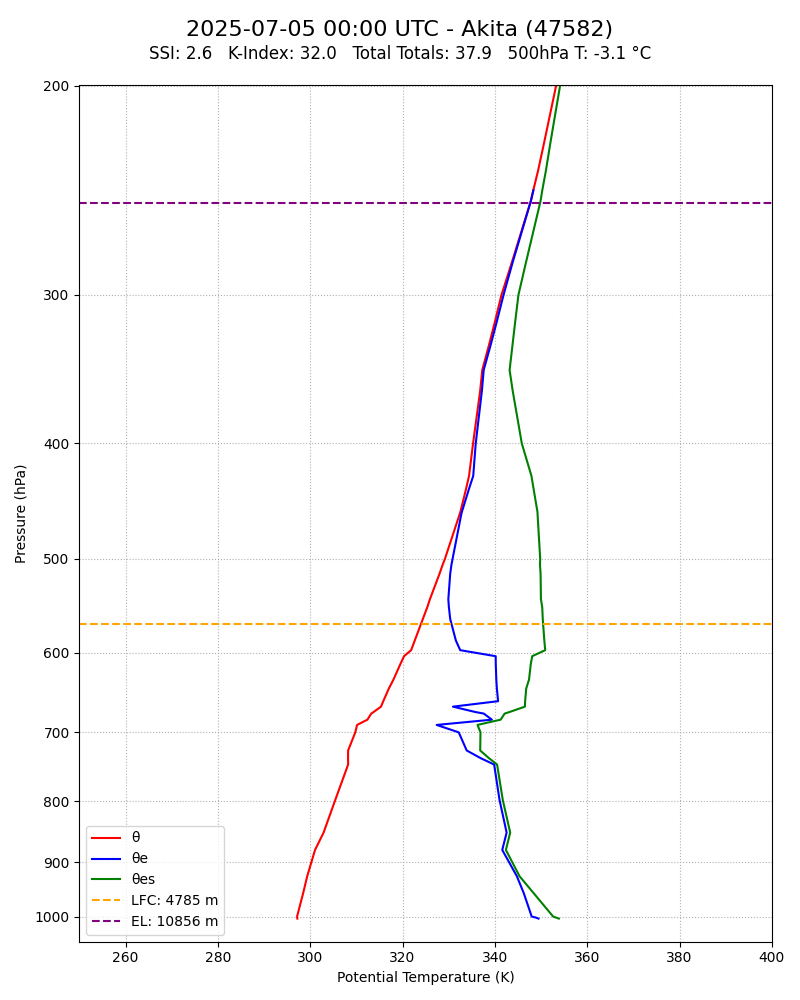 2025-07-05 00:00 UTC - Akita (47582)
SSI: 2.6 K-Index: 32.0 Total Totals: 37.9 500hPa T: -3.1 °C
200
300
400
500
600
700
800
900
1000
Pressure (hPa)
θ
θe
θes
LFC: 4785 m
EL: 10856 m
260 280 300 320 340 360 380 400
Potential Temperature (K)